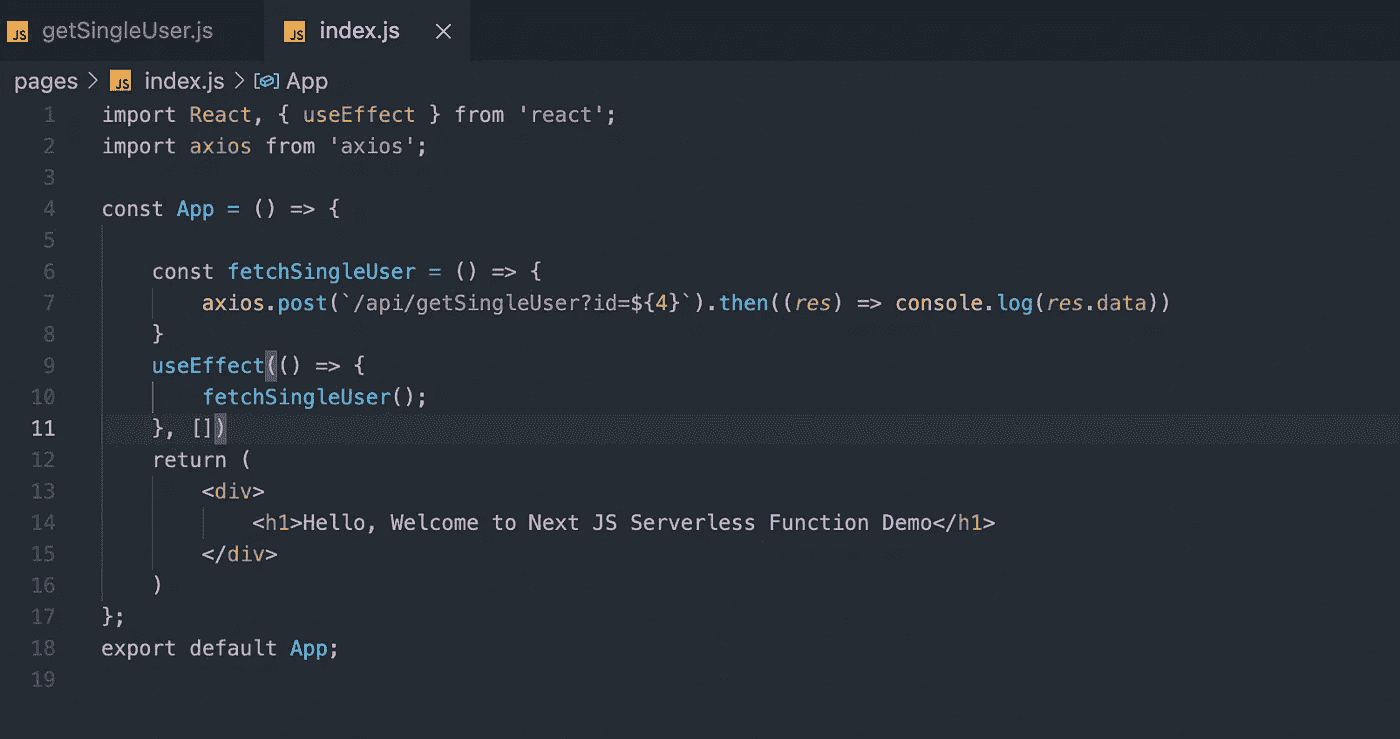 JS getSingleUser.js JS index.js
pages > JS index.js > App
1 import React, { useEffect } from 'react';
2 import axios from 'axios';
3
4 const App = () => {
5
6     const fetchSingleUser = () => {
7         axios.post(`/api/getSingleUser?id=${4}`).then((res) => console.log(res.data))
8     }
9     useEffect(() => {
10         fetchSingleUser();
11     }, [])
12     return (
13         <div>
14             <h1>Hello, Welcome to Next JS Serverless Function Demo</h1>
15         </div>
16     )
17 };
18 export default App;
19